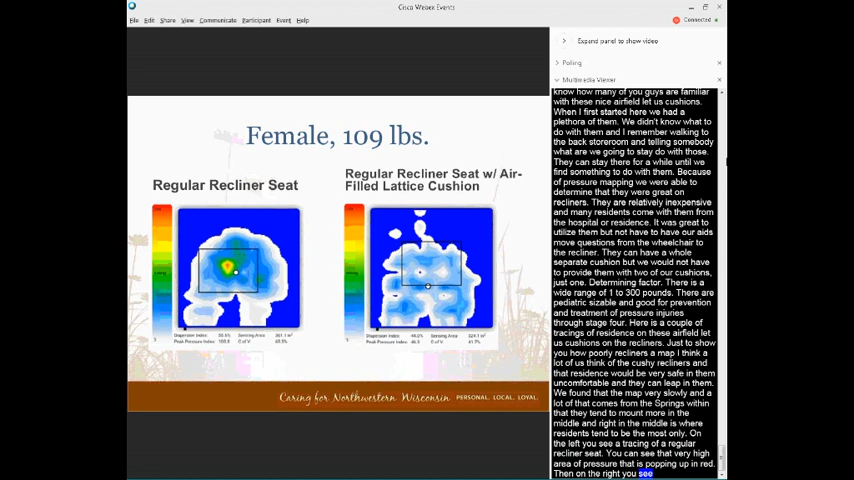 Cisco Webex Events
File Edit Share View Communicate Participant Event Help
Connected
Expand panel to show video
Polling
Multimedia Viewer
Female, 109 lbs.
Regular Recliner Seat
Regular Recliner Seat w/ Air-
Filled Lattice Cushion
Dispersion Index
Sensing Area
Peak Pressure Index
C of V
Dispersion Index
Sensing Area
Peak Pressure Index
C of V
Caring for Northwestern Wisconsin PERSONAL. LOCAL. LOYAL.
know how many of you guys are familiar
with these nice airfield let us cushions.
When I first started here we had a
plethora of them. We didn't know what to
do with them and I remember walking to
the back storeroom and telling somebody
what are we going to stay do with those.
They can stay there for a while until we
find something to do with them. Because
of pressure mapping we were able to
determine that they were great on
recliners. They are relatively inexpensive
and many residents come with them from
the hospital or residence. It was great to
utilize them but not to have our aids
move questions from the wheelchair to
the recliner. They can have a whole
separate cushion but we would not have
to provide them with two of our cushions,
just one. Determining factor. There is a
wide range of 1 to 300 pounds. There are
pediatric sizable and good for prevention
and treatment of pressure injuries
through stage four. Here is a couple of
tracings of residence on these airfield let
us cushions on the recliners. Just to show
you how poorly recliners a map I think a
lot of us think of the cushy recliners and
that residence would be very safe in them
uncomfortable and they can leap in them.
We found that the map very slowly and a
lot of that comes from the Springs within
that they tend to mount more in the
middle and right in the middle is where
residents tend to be the most only. On
the left you see a tracing of a regular
recliner seat. You can see that very high
area of pressure that is popping up in red.
Then on the right you see